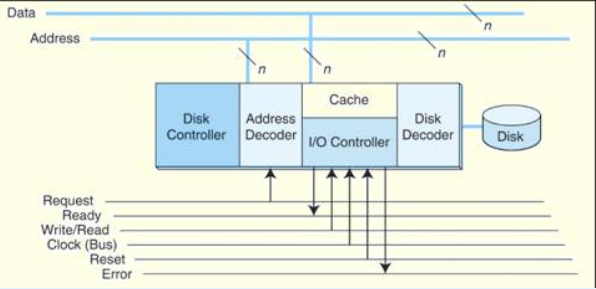 Data
n
Address
n
n
n
Disk Controller
Address Decoder
Cache
I/O Controller
Disk Decoder
Disk
Request
Ready
Write/Read
Clock (Bus)
Reset
Error